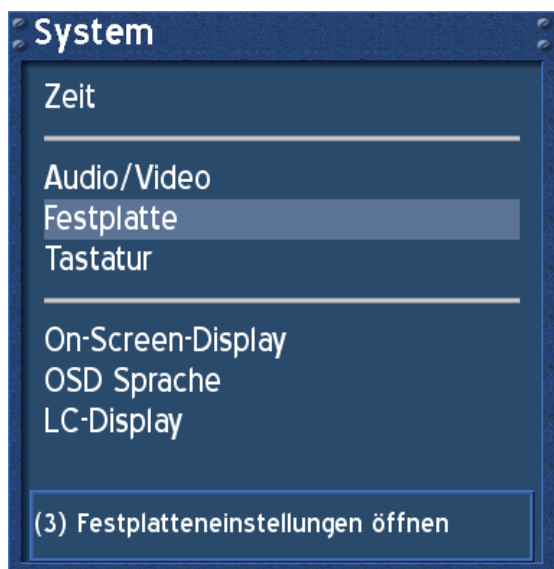 System
Zeit
Audio/Video
Festplatte
Tastatur
On-Screen-Display
OSD Sprache
LC-Display
(3) Festplatteneinstellungen öffnen